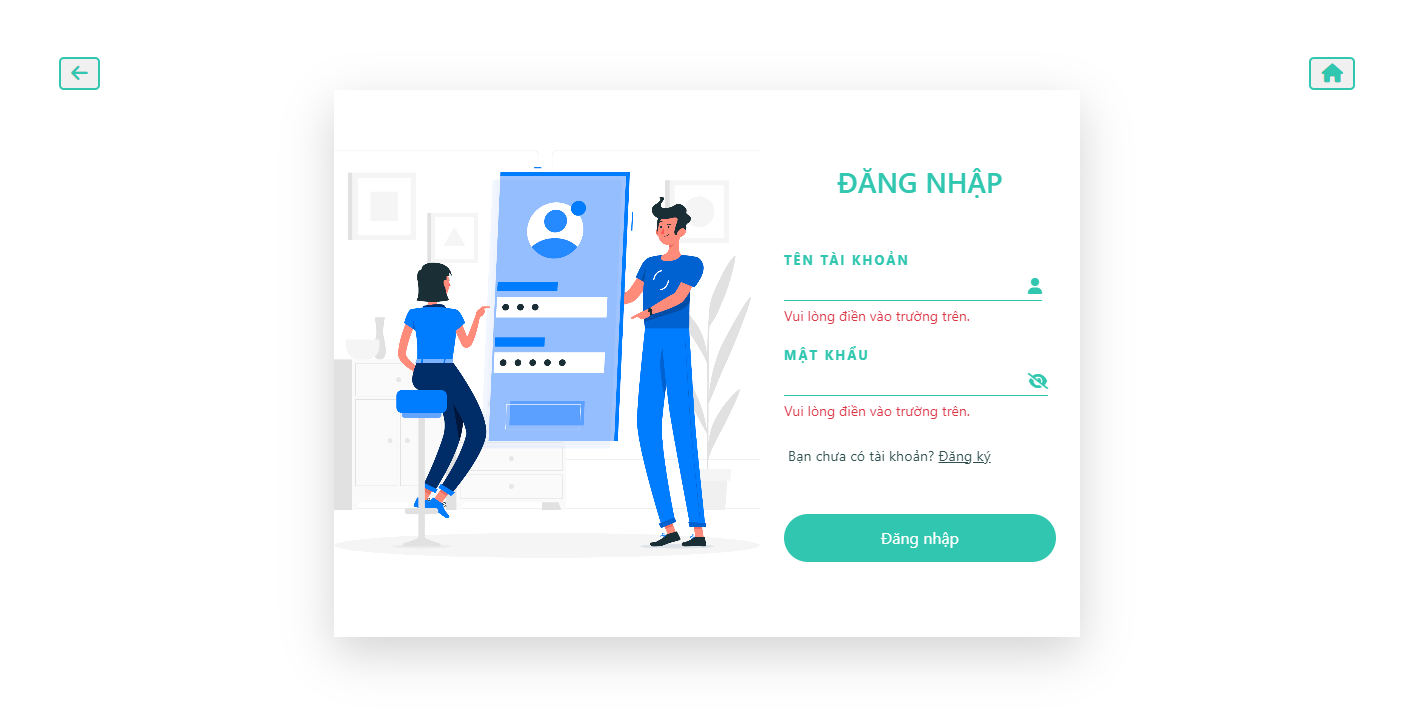 ĐĂNG NHẬP
TÊN TÀI KHOẢN
Vui lòng điền vào trường trên.
MẬT KHẨU
Vui lòng điền vào trường trên.
Bạn chưa có tài khoản? Đăng ký
Đăng nhập